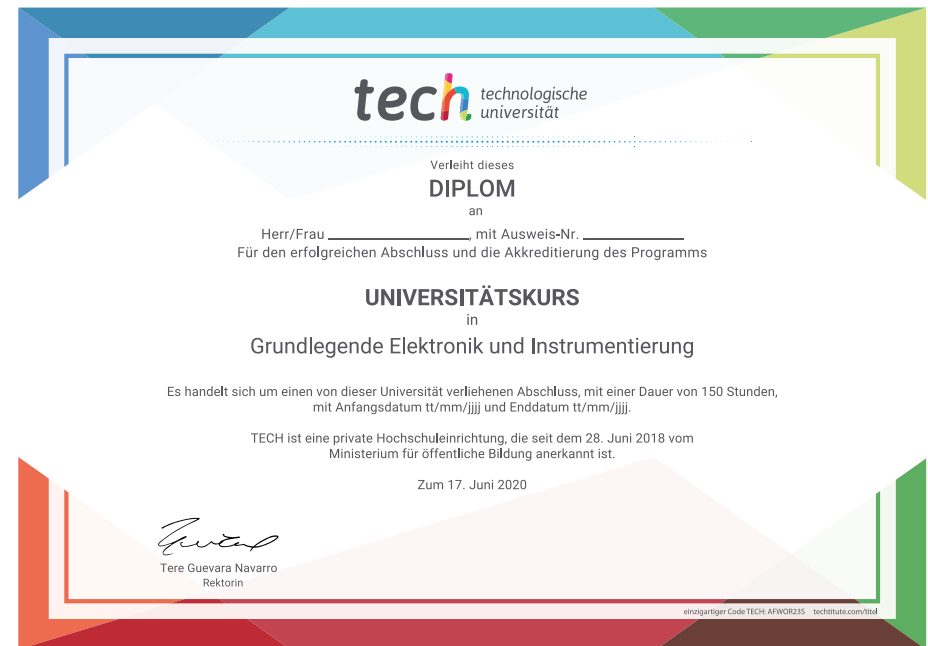 tech technologische
universität
Verleiht dieses
DIPLOM
an
Herr/Frau ____________________, mit Ausweis-Nr. ______________
Für den erfolgreichen Abschluss und die Akkreditierung des Programms
UNIVERSITÄTSKURS
in
Grundlegende Elektronik und Instrumentierung
Es handelt sich um einen von dieser Universität verliehenen Abschluss, mit einer Dauer von 150 Stunden,
mit Anfangsdatum tt/mm/jjjj und Enddatum tt/mm/jjjj.
TECH ist eine private Hochschuleinrichtung, die seit dem 28. Juni 2018 vom
Ministerium für öffentliche Bildung anerkannt ist.
Zum 17. Juni 2020
Tere Guevara Navarro
Rektorin
einzigartiger Code TECH: AFWOR23S techtitute.com/titel